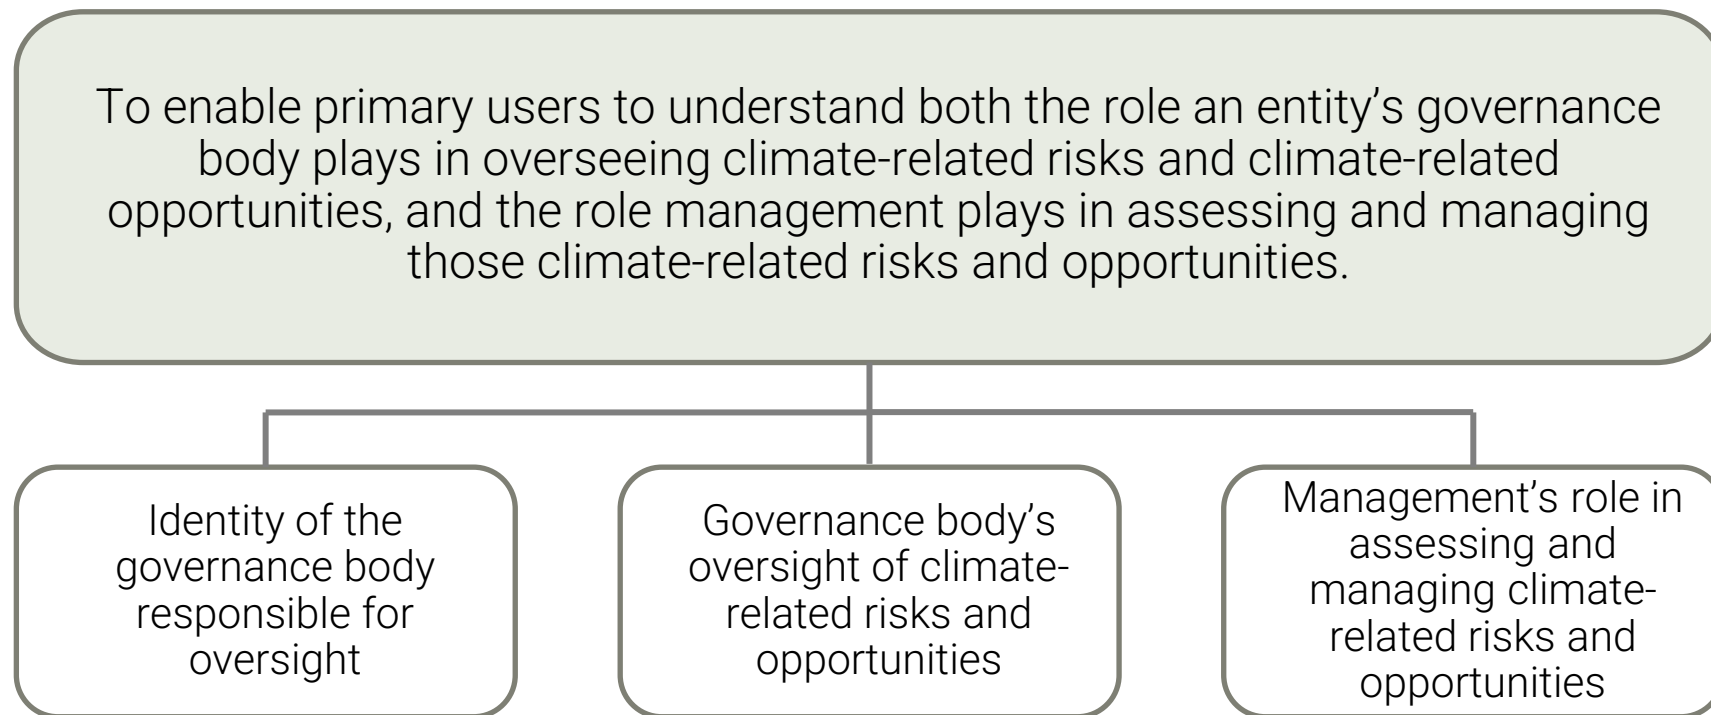 To enable primary users to understand both the role an entity’s governance
body plays in overseeing climate-related risks and climate-related
opportunities, and the role management plays in assessing and managing
those climate-related risks and opportunities.
Identity of the
governance body
responsible for
oversight
Governance body’s
oversight of climate-
related risks and
opportunities
Management’s role in
assessing and
managing climate-
related risks and
opportunities